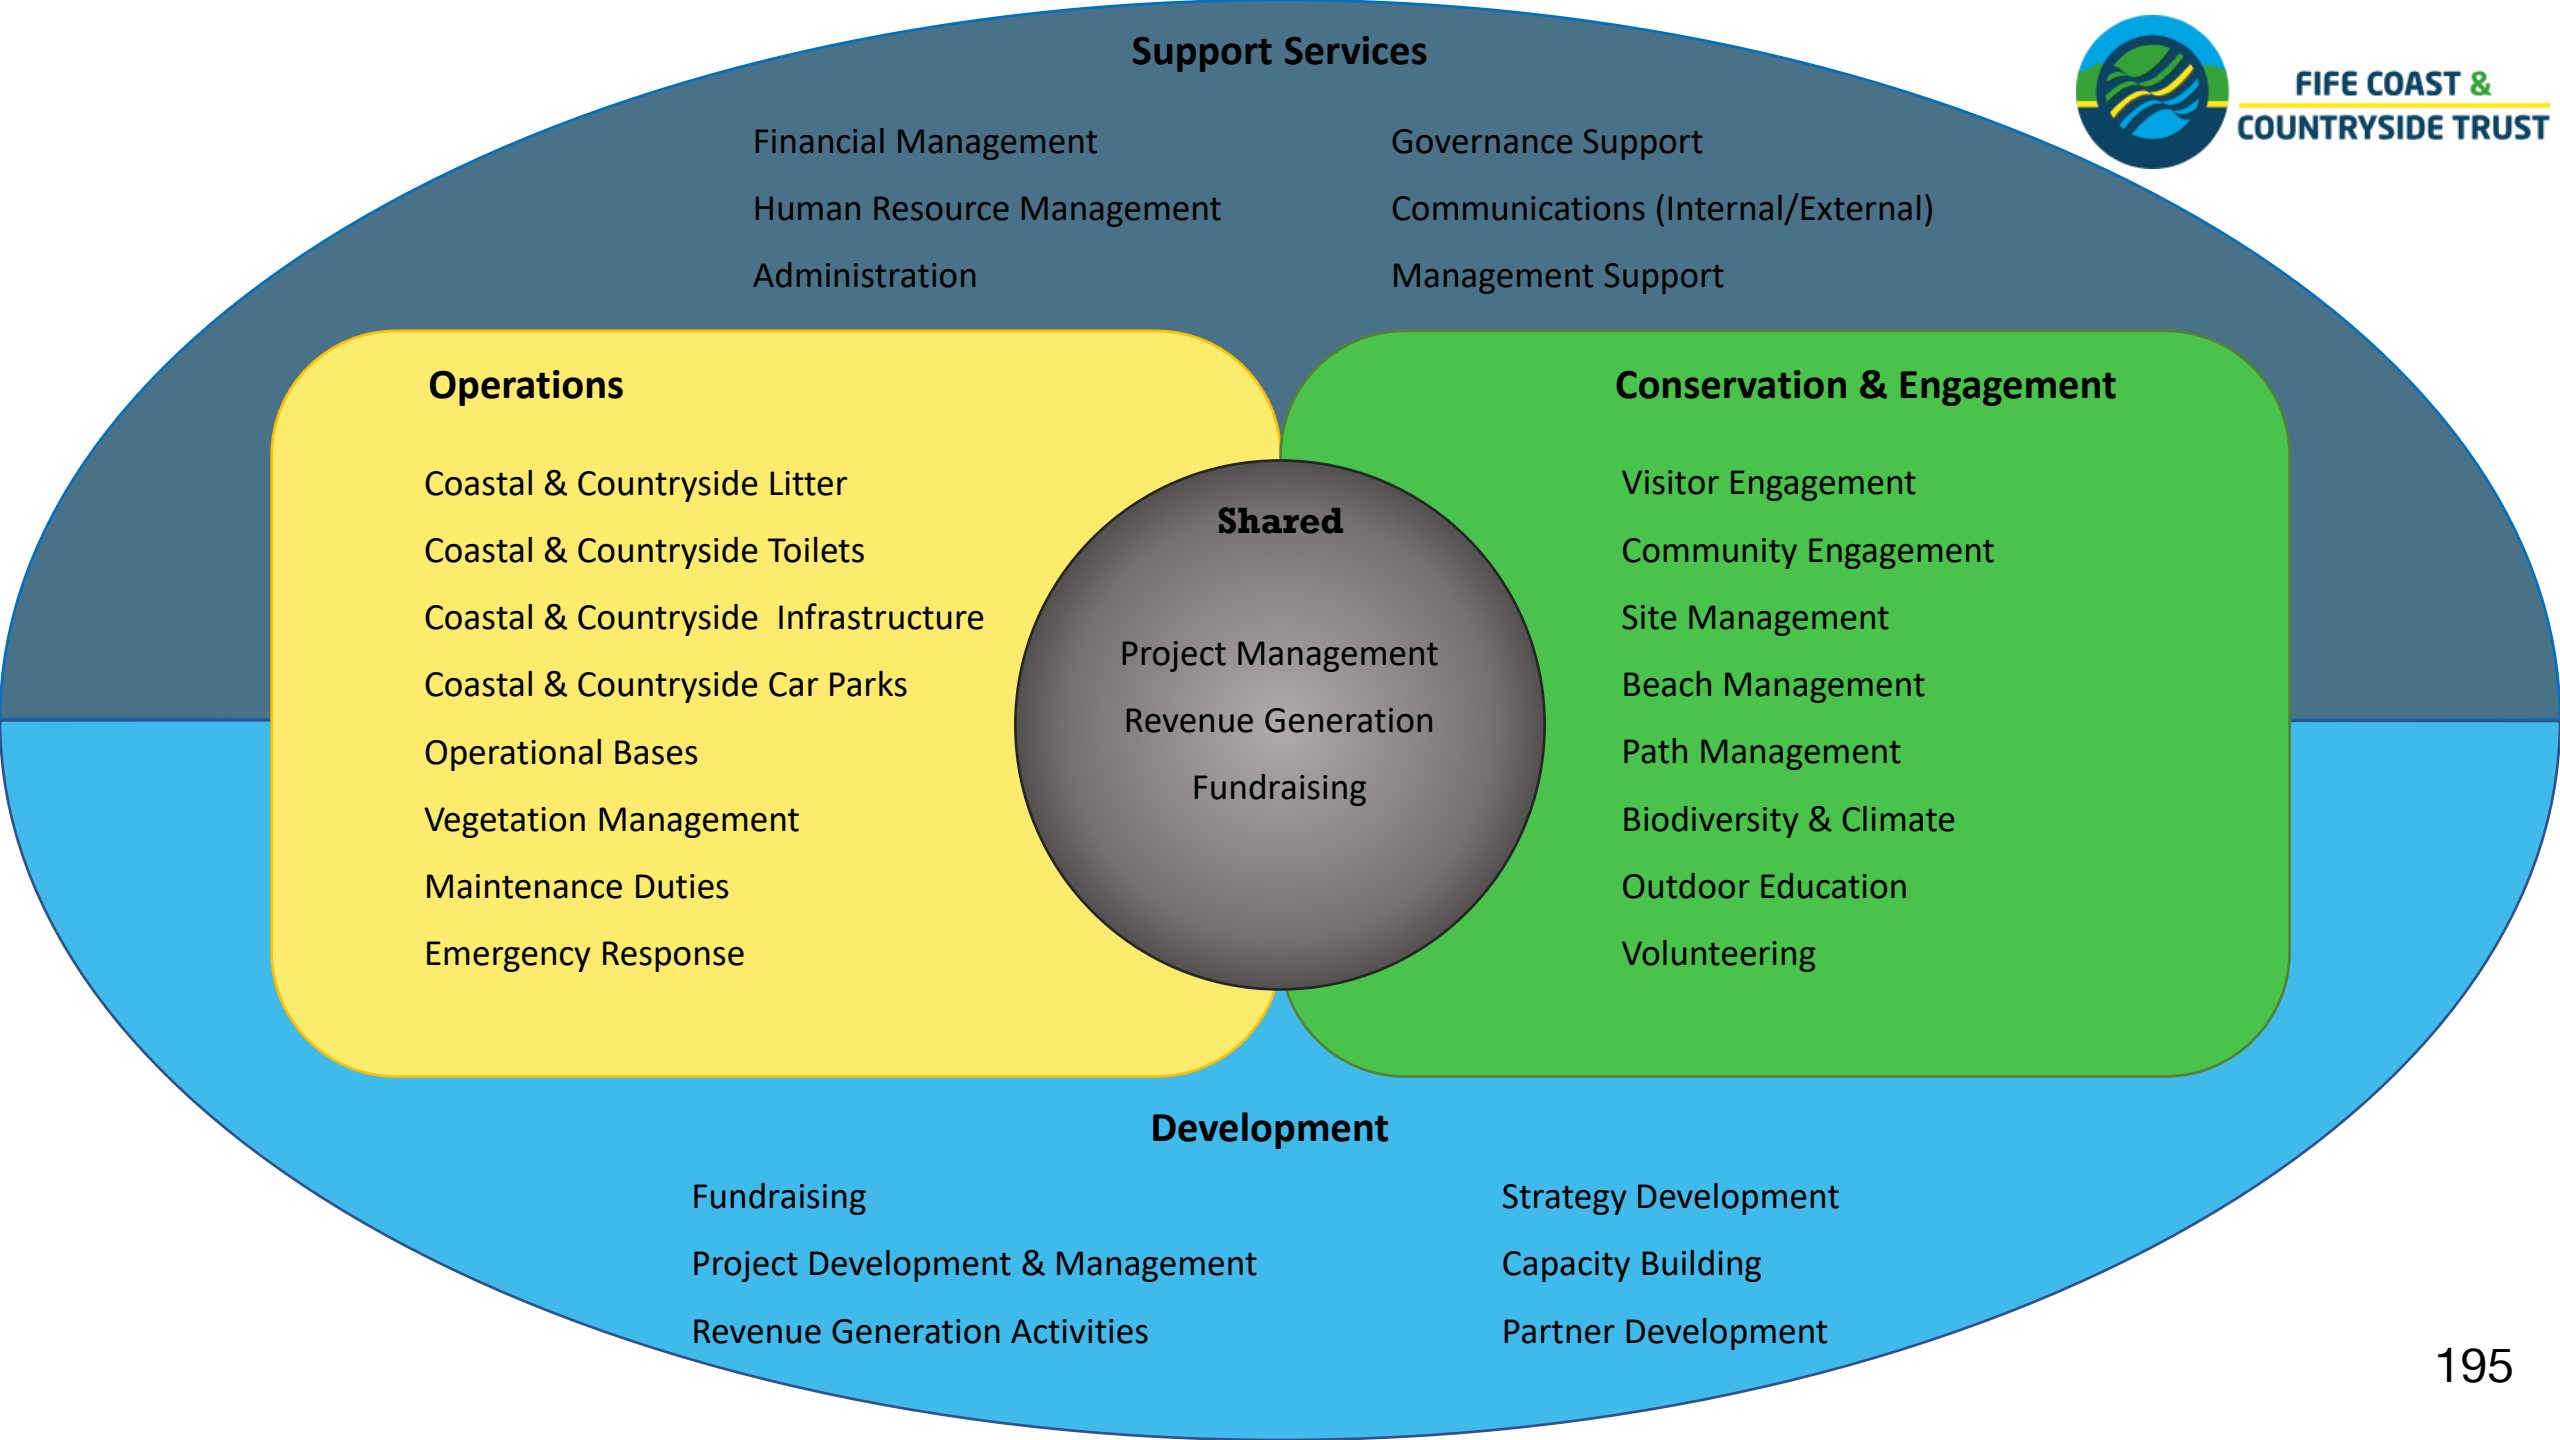 Support Services
FIFE COAST &
COUNTRYSIDE TRUST
Financial Management
Human Resource Management
Administration
Governance Support
Communications (Internal/External)
Management Support
Operations
Coastal & Countryside Litter
Coastal & Countryside Toilets
Coastal & Countryside  Infrastructure
Coastal & Countryside Car Parks
Operational Bases
Vegetation Management
Maintenance Duties
Emergency Response
Shared
Project Management
Revenue Generation
Fundraising
Conservation & Engagement
Visitor Engagement
Community Engagement
Site Management
Beach Management
Path Management
Biodiversity & Climate
Outdoor Education
Volunteering
Development
Fundraising
Project Development & Management
Revenue Generation Activities
Strategy Development
Capacity Building
Partner Development
195